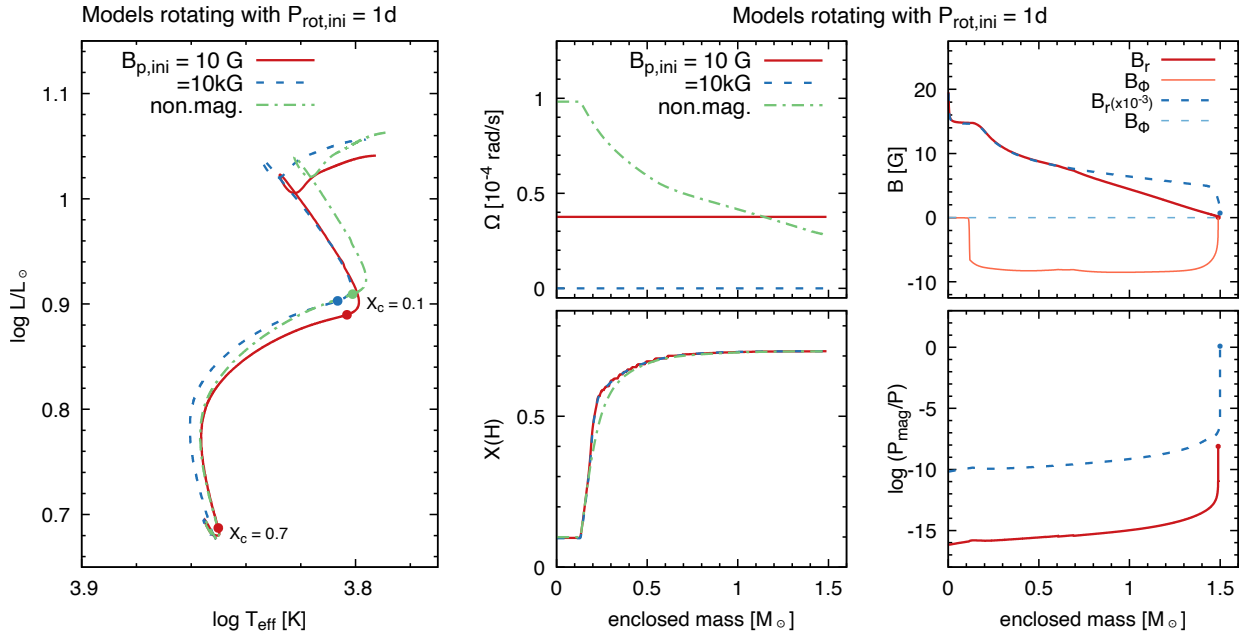 Models rotating with P_rot,ini = 1d
B_p,ini = 10 G
=10kG
non.mag.
1.1
1
0.9
0.8
0.7
log L/L☉
X_c = 0.1
X_c = 0.7
3.9
3.8
log T_eff [K]
Models rotating with P_rot,ini = 1d
B_p,ini = 10 G
=10kG
non.mag.
1
0.5
0
Ω [10^-4 rad/s]
B_r
B_Φ
B_r(x10^-3)
B_Φ
20
10
0
-10
B [G]
0.5
0
X(H)
0
0.5
1
1.5
enclosed mass [M☉]
0
-5
-10
-15
log (P_mag/P)
0
0.5
1
1.5
enclosed mass [M☉]